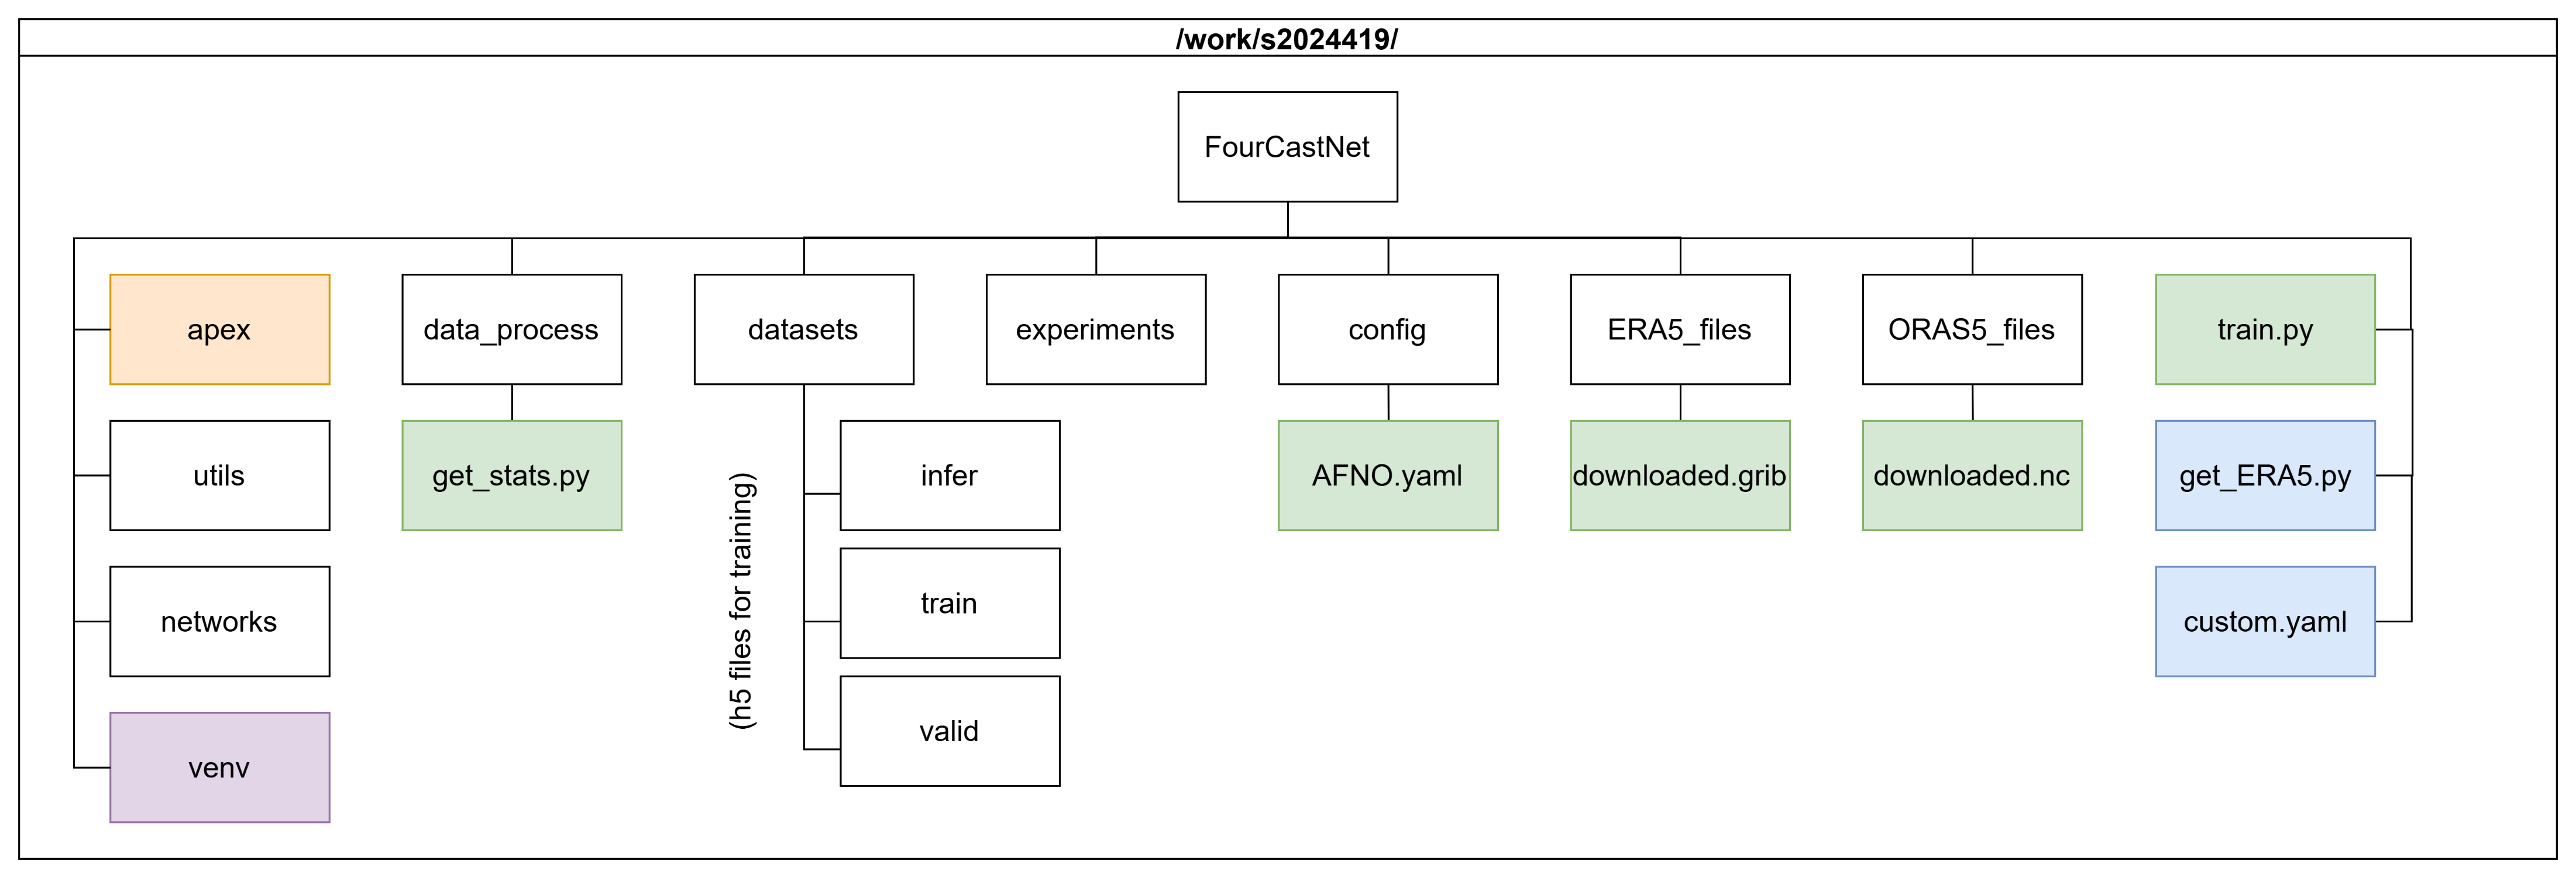 /work/s2024419/
FourCastNet
apex
data_process
datasets
experiments
config
ERA5_files
ORAS5_files
train.py
utils
get_stats.py
(h5 files for training)
infer
AFNO.yaml
downloaded.grib
downloaded.nc
get_ERA5.py
networks
train
custom.yaml
venv
valid